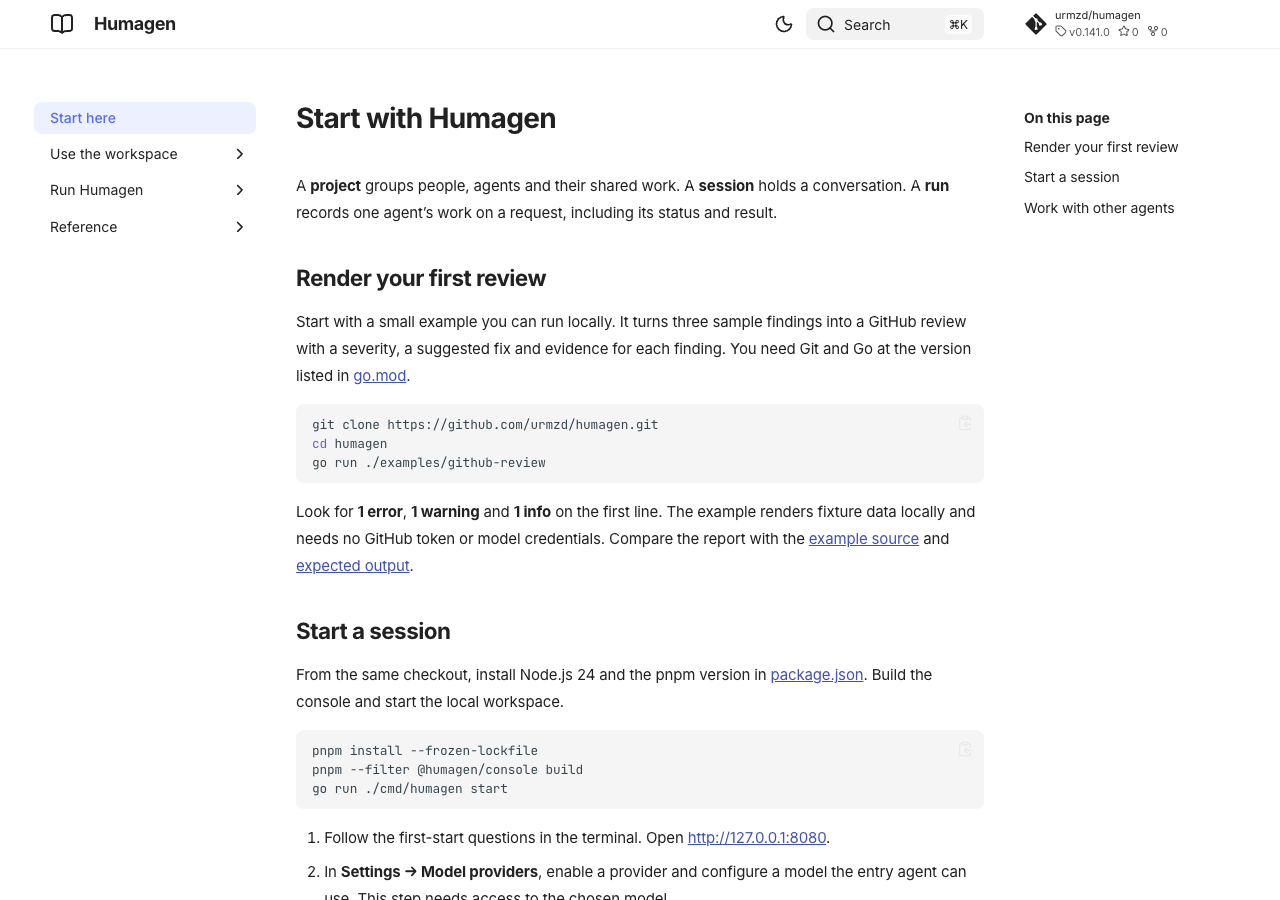 Humagen
Search
⌘K
urmzd/humagen
v0.141.0 0 0
Start here
Use the workspace
Run Humagen
Reference
Start with Humagen
A project groups people, agents and their shared work. A session holds a conversation. A run
records one agent’s work on a request, including its status and result.
Render your first review
Start with a small example you can run locally. It turns three sample findings into a GitHub review
with a severity, a suggested fix and evidence for each finding. You need Git and Go at the version
listed in go.mod.
git clone https://github.com/urmzd/humagen.git
cd humagen
go run ./examples/github-review
Look for 1 error, 1 warning and 1 info on the first line. The example renders fixture data locally and
needs no GitHub token or model credentials. Compare the report with the example source and
expected output.
Start a session
From the same checkout, install Node.js 24 and the pnpm version in package.json. Build the
console and start the local workspace.
pnpm install --frozen-lockfile
pnpm --filter @humagen/console build
go run ./cmd/humagen start
1. Follow the first-start questions in the terminal. Open http://127.0.0.1:8080.
2. In Settings → Model providers, enable a provider and configure a model the entry agent can
use. This step needs access to the chosen model.
On this page
Render your first review
Start a session
Work with other agents